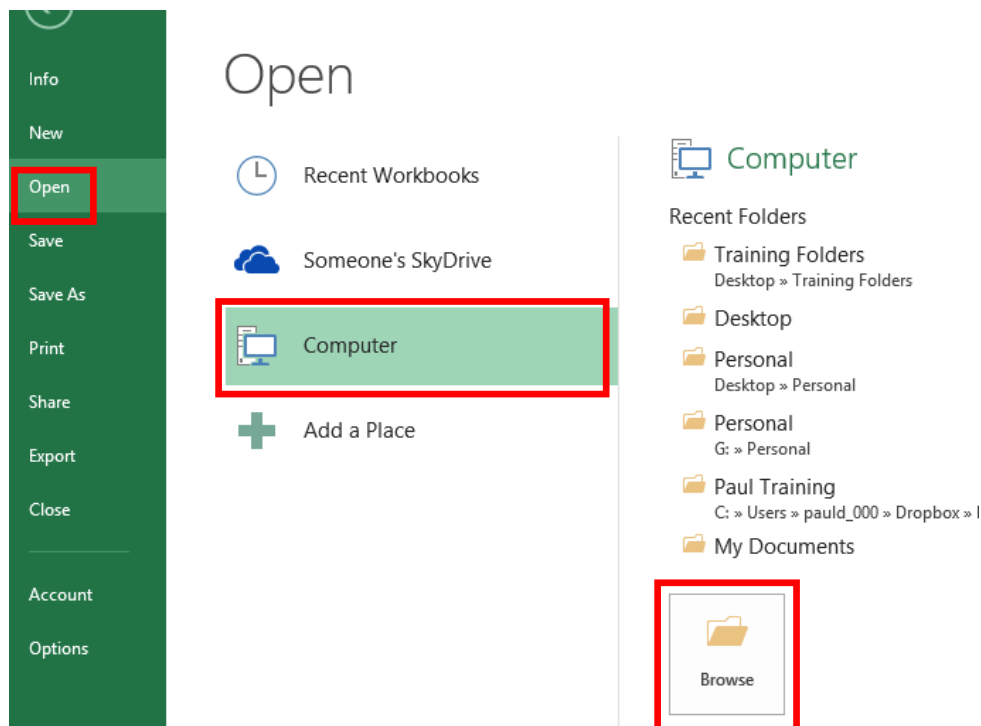 Info
New
Open
Save
Save As
Print
Share
Export
Close
Account
Options
Open
Recent Workbooks
Someone's SkyDrive
Computer
Add a Place
Computer
Recent Folders
Training Folders
Desktop » Training Folders
Desktop
Personal
Desktop » Personal
Personal
G: » Personal
Paul Training
C: » Users » pauld_000 » Dropbox »
My Documents
Browse